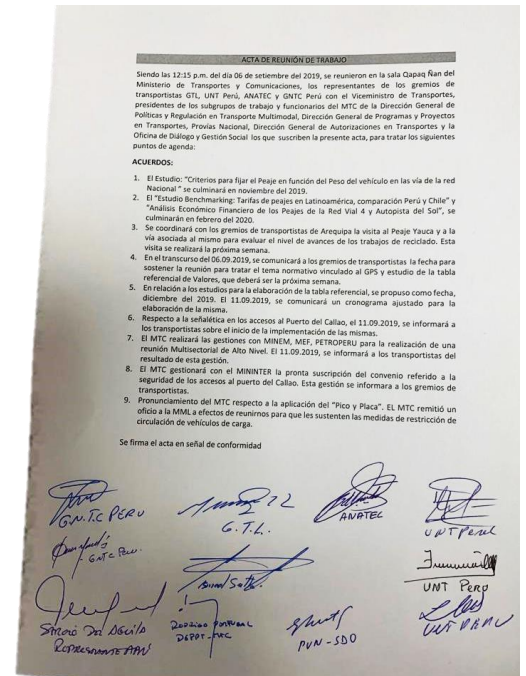 ACTA DE REUNIÓN DE TRABAJO
Siendo las 12:15 p.m. del día 06 de setiembre del 2019, se reunieron en la sala Qapaq Ñan del
Ministerio de Transportes y Comunicaciones, los representantes de los gremios de
transportistas GTL, UNT Perú, ANATEC y GNTC Perú con el Viceministro de Transportes,
presidentes de los subgrupos de trabajo y funcionarios del MTC de la Dirección General de
Políticas y Regulación en Transporte Multimodal, Dirección General de Programas y Proyectos
en Transportes, Provias Nacional, Dirección General de Autorizaciones en Transportes y la
Oficina de Diálogo y Gestión Social los que suscriben la presente acta, para tratar los siguientes
puntos de agenda:
ACUERDOS:
1. El Estudio: "Criterios para fijar el Peaje en función del Peso del vehículo en las vía de la red
Nacional " se culminará en noviembre del 2019.
2. El "Estudio Benchmarking: Tarifas de peajes en Latinoamérica, comparación Perú y Chile" y
"Análisis Económico Financiero de los Peajes de la Red Vial 4 y Autopista del Sol", se
culminarán en febrero del 2020.
3. Se coordinará con los gremios de transportistas de Arequipa la visita al Peaje Yauca y a la
vía asociada al mismo para evaluar el nivel de avances de los trabajos de reciclado. Esta
visita se realizará la próxima semana.
4. En el transcurso del 06.09.2019, se comunicará a los gremios de transportistas la fecha para
sostener la reunión para tratar el tema normativo vinculado al GPS y estudio de la tabla
referencial de Valores, que deberá ser la próxima semana.
5. En relación a los estudios para la elaboración de la tabla referencial, se propuso como fecha,
diciembre del 2019. El 11.09.2019, se comunicará un cronograma ajustado para la
elaboración de la misma.
6. Respecto a la señalética en los accesos al Puerto del Callao, el 11.09.2019, se informará a
los transportistas sobre el inicio de la implementación de las mismas.
7. El MTC realizará las gestiones con MINEM, MEF, PETROPERU para la realización de una
reunión Multisectorial de Alto Nivel. El 11.09.2019, se informará a los transportistas del
resultado de esta gestión.
8. El MTC gestionará con el MININTER la pronta suscripción del convenio referido a la
seguridad de los accesos al puerto del Callao. Esta gestión se informara a los gremios de
transportistas.
9. Pronunciamiento del MTC respecto a la aplicación del "Pico y Placa". EL MTC remitió un
oficio a la MML a efectos de reunirnos para que les sustenten las medidas de restricción de
circulación de vehículos de carga.
Se firma el acta en señal de conformidad
G.N.T.C PERU
G.T.L.
ANATEC
UNT Perú
GNTC Peru.
UNT Perú
RODRIGO PORTUGAL
PVN-SDO
UNT PERU